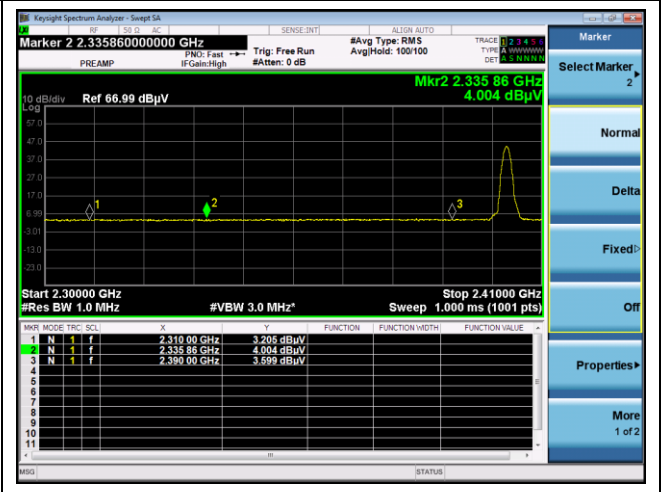 Keysight Spectrum Analyzer - Swept SA
RF 50 Ω AC SENSE:INT ALIGN AUTO
Marker 2 2.335860000000 GHz
PREAMP
PNO: Fast
IFGain:High
Trig: Free Run
#Atten: 0 dB
#Avg Type: RMS
Avg|Hold: 100/100
TRACE 1 2 3 4 5 6
TYPE A WWWWW
DET A S N N N N
Mkr2 2.335 86 GHz
4.004 dBµV
10 dB/div Ref 66.99 dBµV
Log
57.0
47.0
37.0
27.0
17.0
6.99
-3.01
-13.0
-23.0
1
2
3
Start 2.30000 GHz Stop 2.41000 GHz
#Res BW 1.0 MHz #VBW 3.0 MHz* Sweep 1.000 ms (1001 pts)
MKR MODE TRC SCL X Y FUNCTION FUNCTION WIDTH FUNCTION VALUE
1 N 1 f 2.310 00 GHz 3.205 dBµV
2 N 1 f 2.335 86 GHz 4.004 dBµV
3 N 1 f 2.390 00 GHz 3.599 dBµV
4
5
6
7
8
9
10
11
MSG STATUS
Marker
Select Marker
2
Normal
Delta
Fixed
Off
Properties
More
1 of 2